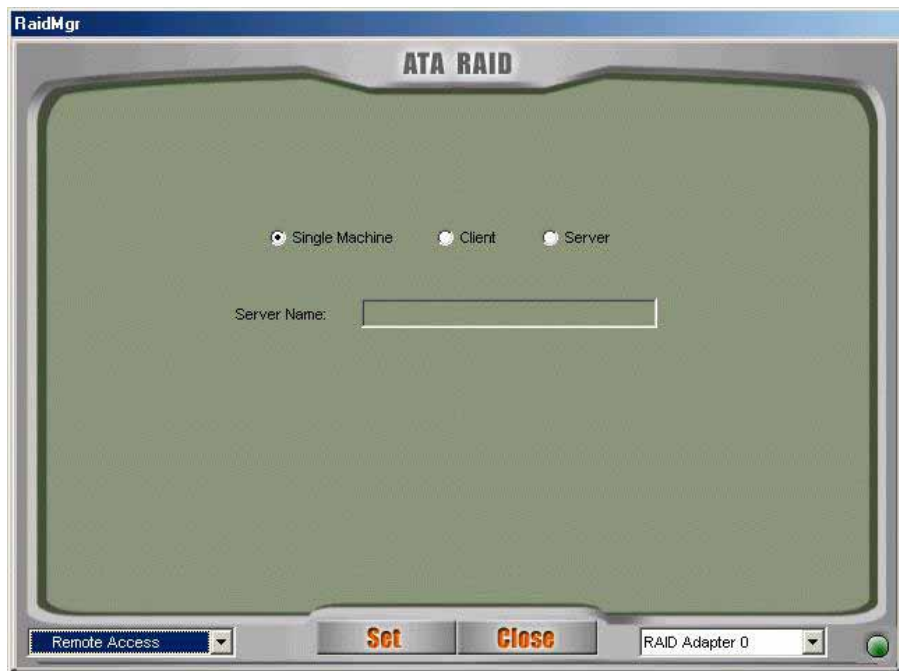 RaidMgr
ATA RAID
Single Machine Client Server
Server Name:
Remote Access Set Close RAID Adapter 0